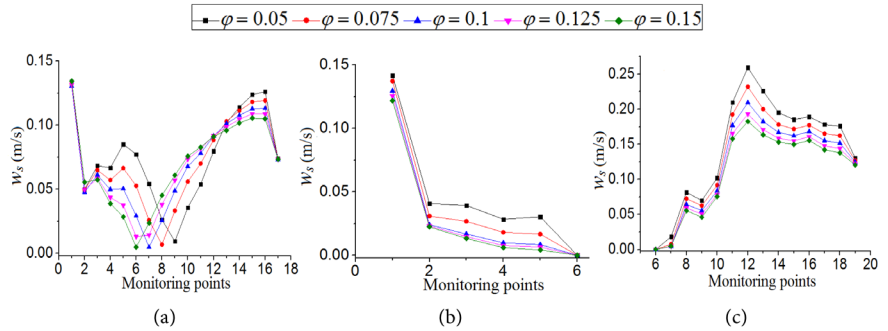 φ = 0.05 φ = 0.075 φ = 0.1 φ = 0.125 φ = 0.15
0.15
0.10
0.05
0.00
w_s (m/s)
0 2 4 6 8 10 12 14 16 18
Monitoring points
(a)
0.15
0.10
0.05
0.00
w_s (m/s)
0 2 4 6
Monitoring points
(b)
0.25
0.20
0.15
0.10
0.05
0.00
w_s (m/s)
4 6 8 10 12 14 16 18 20
Monitoring points
(c)